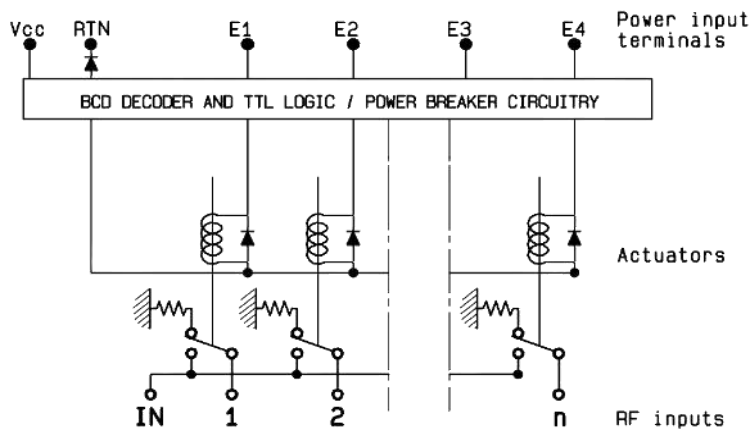 Vcc RTN E1 E2 E3 E4 Power input
terminals
BCD DECODER AND TTL LOGIC / POWER BREAKER CIRCUITRY
Actuators
IN 1 2 n RF inputs